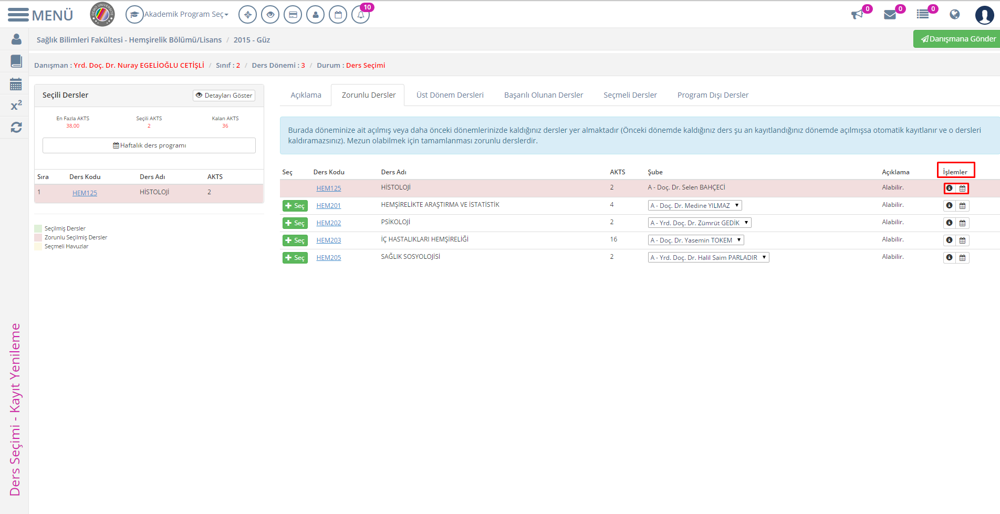 MENÜ
DEMO ÜNİVERSİTE
Akademik Program Seç
10
0
0
0
Sağlık Bilimleri Fakültesi - Hemşirelik Bölümü/Lisans / 2015 - Güz
Danışmana Gönder
Danışman : Yrd. Doç. Dr. Nuray EGELİOĞLU CETİŞLİ / Sınıf : 2 / Ders Dönemi : 3 / Durum : Ders Seçimi
x²
Seçili Dersler
Detayları Göster
En Fazla AKTS Seçili AKTS Kalan AKTS
38,00 2 36
Haftalık ders programı
Sıra Ders Kodu Ders Adı AKTS
1 HEM125 HİSTOLOJİ 2
Seçilmiş Dersler
Zorunlu Seçilmiş Dersler
Seçmeli Havuzlar
Açıklama Zorunlu Dersler Üst Dönem Dersleri Başarılı Olunan Dersler Seçmeli Dersler Program Dışı Dersler
Burada döneminize ait açılmış veya daha önceki dönemlerinizde kaldığınız dersler yer almaktadır (Önceki dönemde kaldığınız ders şu an kayıtlandığınız dönemde açılmışsa otomatik kayıtlanır ve o dersleri
kaldıramazsınız). Mezun olabilmek için tamamlanması zorunlu derslerdir.
Seç Ders Kodu Ders Adı AKTS Şube Açıklama İşlemler
HEM125 HİSTOLOJİ 2 A - Doç. Dr. Selen BAHÇECİ Alabilir.
Seç HEM201 HEMŞİRELİKTE ARAŞTIRMA VE İSTATİSTİK 4 A - Doç. Dr. Medine YILMAZ Alabilir.
Seç HEM202 PSİKOLOJİ 2 A - Yrd. Doç. Dr. Zümrüt GEDİK Alabilir.
Seç HEM203 İÇ HASTALIKLARI HEMŞİRELİĞİ 16 A - Doç. Dr. Yasemin TOKEM Alabilir.
Seç HEM205 SAĞLIK SOSYOLOJİSİ 2 A - Yrd. Doç. Dr. Halil Saim PARLADIR Alabilir.
Ders Seçimi - Kayıt Yenileme